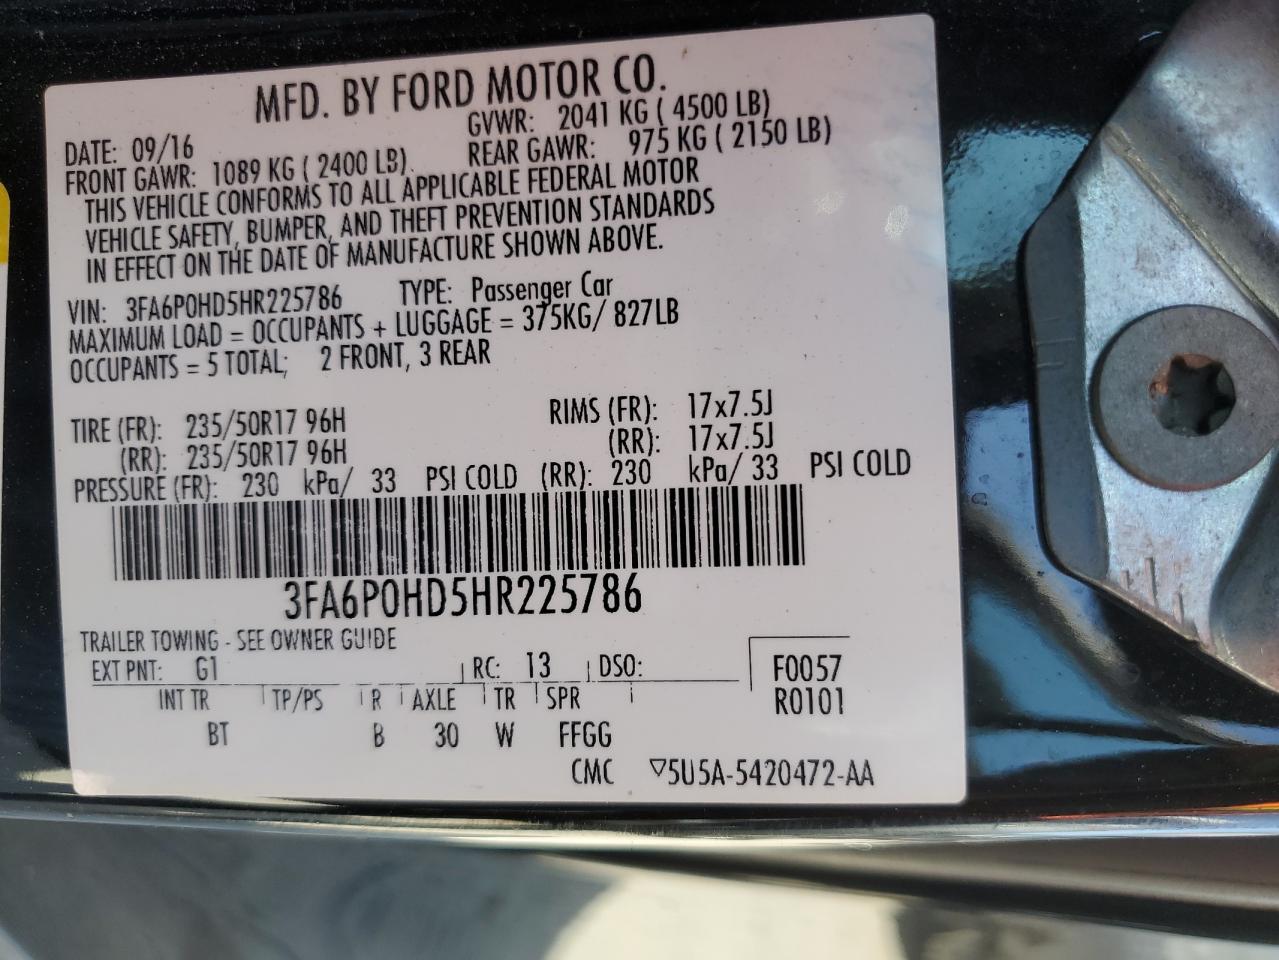 MFD. BY FORD MOTOR CO.
DATE: 09/16 GVWR: 2041 KG ( 4500 LB)
FRONT GAWR: 1089 KG ( 2400 LB) REAR GAWR: 975 KG ( 2150 LB)
THIS VEHICLE CONFORMS TO ALL APPLICABLE FEDERAL MOTOR
VEHICLE SAFETY, BUMPER, AND THEFT PREVENTION STANDARDS
IN EFFECT ON THE DATE OF MANUFACTURE SHOWN ABOVE.
VIN: 3FA6P0HD5HR225786 TYPE: Passenger Car
MAXIMUM LOAD = OCCUPANTS + LUGGAGE = 375KG/ 827LB
OCCUPANTS = 5 TOTAL; 2 FRONT, 3 REAR
TIRE (FR): 235/50R17 96H RIMS (FR): 17x7.5J
(RR): 235/50R17 96H (RR): 17x7.5J
PRESSURE (FR): 230 kPa/ 33 PSI COLD (RR): 230 kPa/ 33 PSI COLD
3FA6P0HD5HR225786
TRAILER TOWING - SEE OWNER GUIDE
EXT PNT: G1 RC: 13 DSO: F0057
INT TR TP/PS R AXLE TR SPR R0101
BT B 30 W FFGG
CMC ▽5U5A-5420472-AA